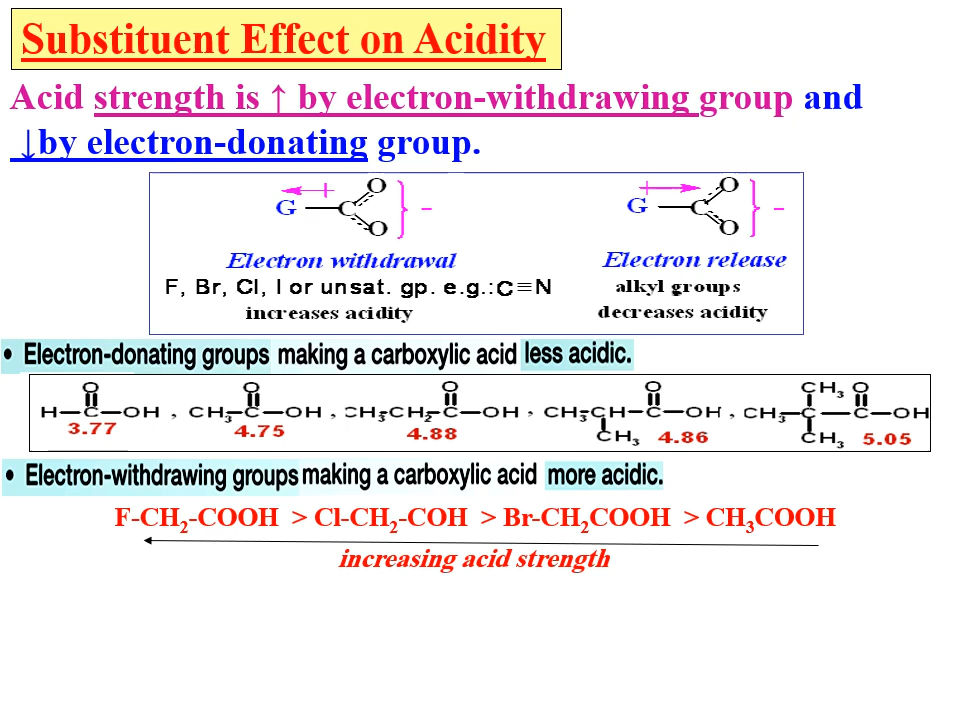 Substituent Effect on Acidity
Acid strength is ↑ by electron-withdrawing group and
↓by electron-donating group.
G—C O O } - G—C O O } -
Electron withdrawal Electron release
F, Br, Cl, I or unsat. gp. e.g.:C≡N alkyl groups
increases acidity decreases acidity
• Electron-donating groups making a carboxylic acid less acidic.
O O O O CH₃ O
H—C—OH , CH₃—C—OH , CH₃—CH₂—C—OH , CH₃—CH—C—OH , CH₃—C—C—OH
3.77 4.75 4.88 CH₃ 4.86 CH₃ 5.05
• Electron-withdrawing groups making a carboxylic acid more acidic.
F-CH₂-COOH > Cl-CH₂-COH > Br-CH₂COOH > CH₃COOH
increasing acid strength